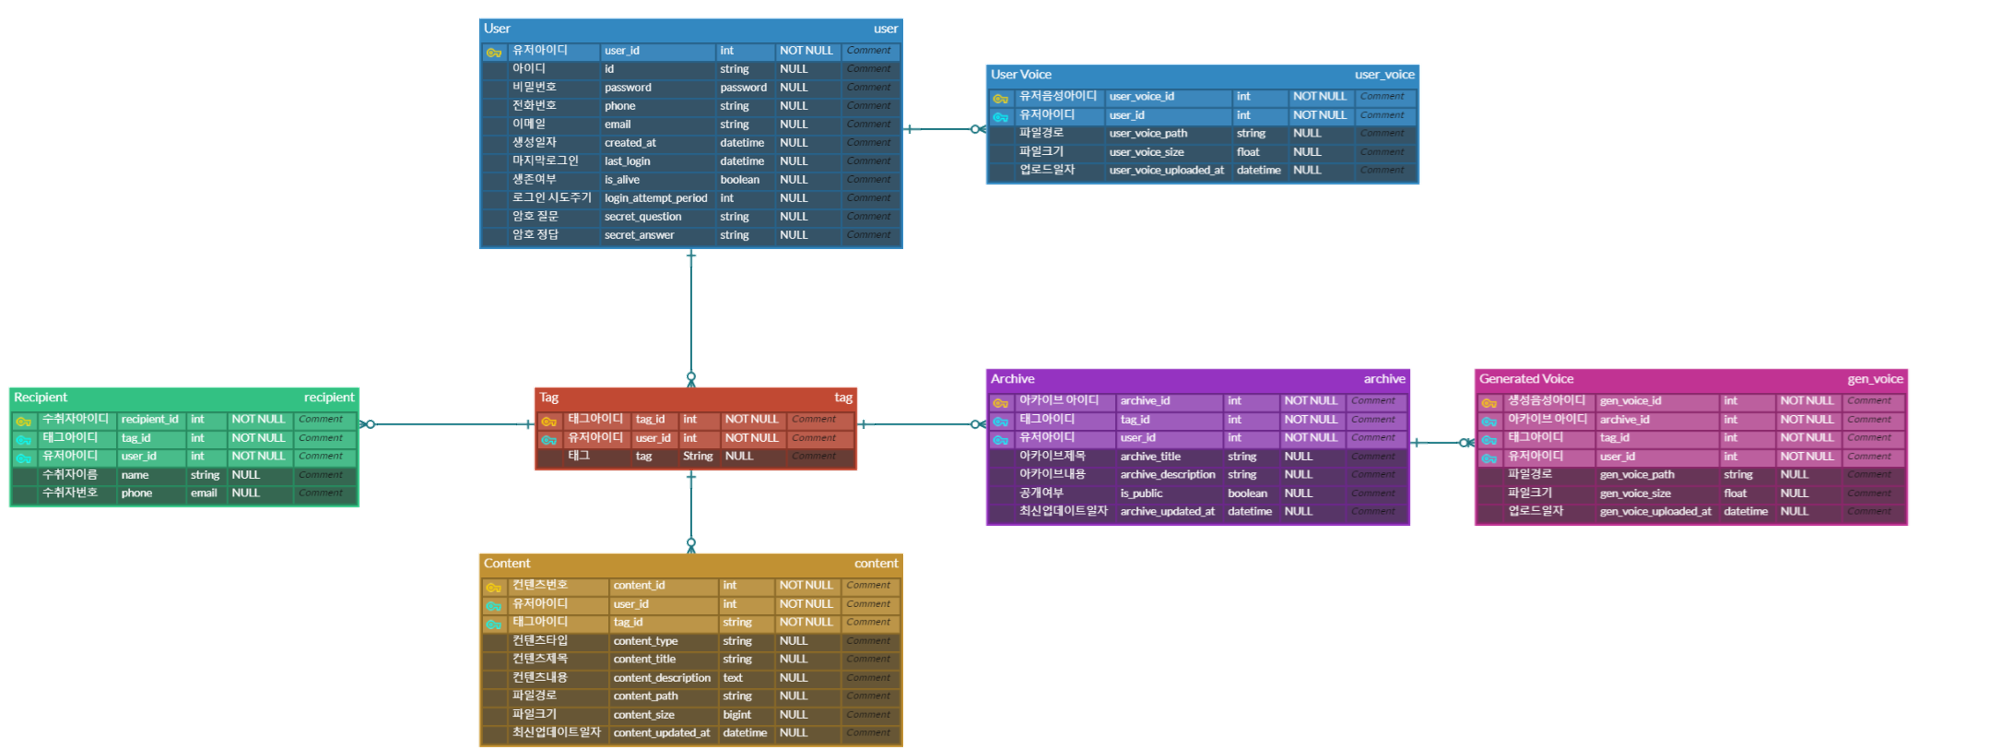 User user
유저아이디 user_id int NOT NULL Comment
아이디 id string NULL Comment
비밀번호 password password NULL Comment
전화번호 phone string NULL Comment
이메일 email string NULL Comment
생성일자 created_at datetime NULL Comment
마지막로그인 last_login datetime NULL Comment
생존여부 is_alive boolean NULL Comment
로그인 시도주기 login_attempt_period int NULL Comment
암호 질문 secret_question string NULL Comment
암호 정답 secret_answer string NULL Comment
User Voice user_voice
유저음성아이디 user_voice_id int NOT NULL Comment
유저아이디 user_id int NOT NULL Comment
파일경로 user_voice_path string NULL Comment
파일크기 user_voice_size float NULL Comment
업로드일자 user_voice_uploaded_at datetime NULL Comment
Recipient recipient
수취자아이디 recipient_id int NOT NULL Comment
태그아이디 tag_id int NOT NULL Comment
유저아이디 user_id int NOT NULL Comment
수취자이름 name string NULL Comment
수취자번호 phone email NULL Comment
Tag tag
태그아이디 tag_id int NOT NULL Comment
유저아이디 user_id int NOT NULL Comment
태그 tag String NULL Comment
Archive archive
아카이브 아이디 archive_id int NOT NULL Comment
태그아이디 tag_id int NOT NULL Comment
유저아이디 user_id int NOT NULL Comment
아카이브제목 archive_title string NULL Comment
아카이브내용 archive_description string NULL Comment
공개여부 is_public boolean NULL Comment
최신업데이트일자 archive_updated_at datetime NULL Comment
Generated Voice gen_voice
생성음성아이디 gen_voice_id int NOT NULL Comment
아카이브 아이디 archive_id int NOT NULL Comment
태그아이디 tag_id int NOT NULL Comment
유저아이디 user_id int NOT NULL Comment
파일경로 gen_voice_path string NULL Comment
파일크기 gen_voice_size float NULL Comment
업로드일자 gen_voice_uploaded_at datetime NULL Comment
Content content
컨텐츠번호 content_id int NOT NULL Comment
유저아이디 user_id int NOT NULL Comment
태그아이디 tag_id string NOT NULL Comment
컨텐츠타입 content_type string NULL Comment
컨텐츠제목 content_title string NULL Comment
컨텐츠내용 content_description text NULL Comment
파일경로 content_path string NULL Comment
파일크기 content_size bigint NULL Comment
최신업데이트일자 content_updated_at datetime NULL Comment